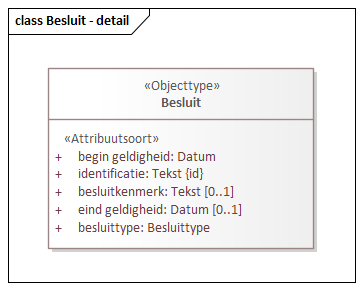 class Besluit - detail
«Objecttype»
Besluit
«Attribuutsoort»
+ begin geldigheid: Datum
+ identificatie: Tekst {id}
+ besluitkenmerk: Tekst [0..1]
+ eind geldigheid: Datum [0..1]
+ besluittype: Besluittype